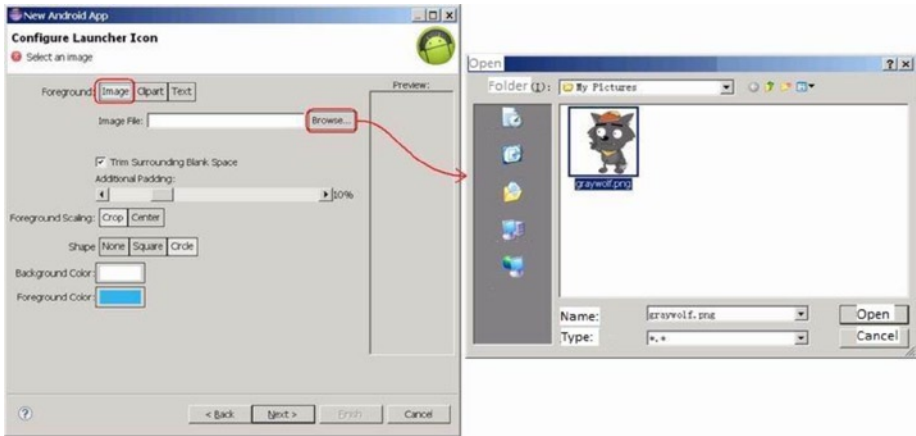 New Android App
Configure Launcher Icon
Select an image
Foreground: Image Clipart Text
Preview:
Image File: Browse...
Trim Surrounding Blank Space
Additional Padding:
10%
Foreground Scaling: Crop Center
Shape None Square Circle
Background Color:
Foreground Color:
? < Back Next > Finish Cancel
Open
Folder (I): My Pictures
graywolf.png
Name: graywolf.png Open
Type: *.* Cancel